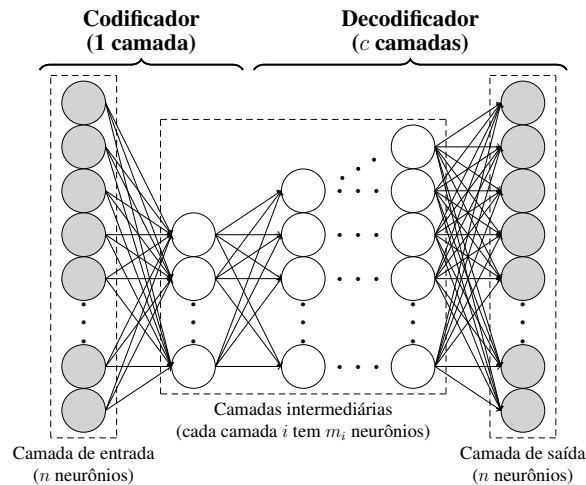 Codificador
(1 camada)
Decodificador
(c camadas)
Camadas intermediárias
(cada camada i tem mᵢ neurônios)
Camada de entrada
(n neurônios)
Camada de saída
(n neurônios)